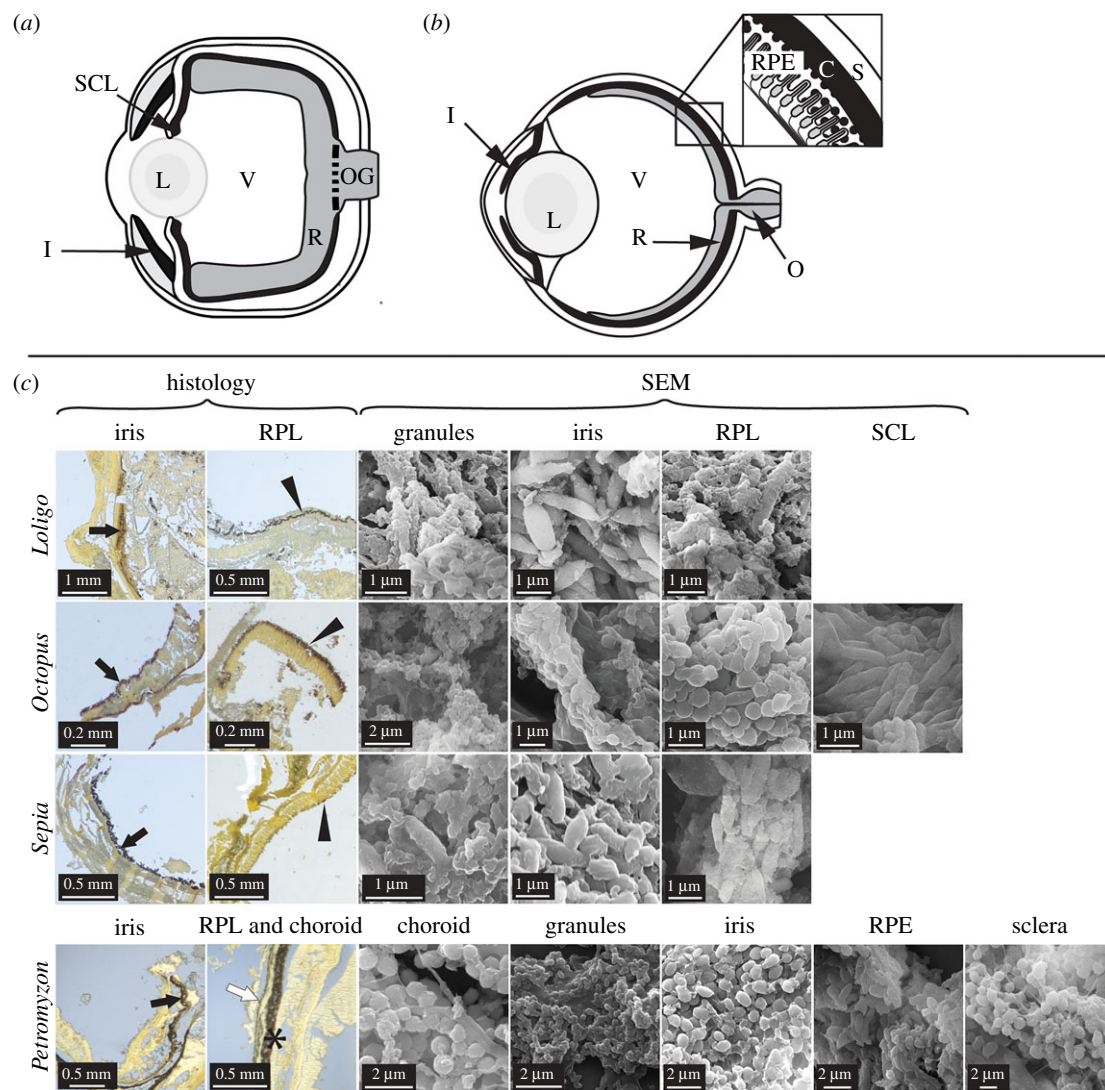 (a)
SCL
L
V
OG
I
R
(b)
RPE
C
S
I
V
L
R
O
(c)
histology
SEM
iris
RPL
granules
iris
RPL
SCL
Loligo
1 mm
0.5 mm
1 µm
1 µm
1 µm
Octopus
0.2 mm
0.2 mm
2 µm
1 µm
1 µm
1 µm
Sepia
0.5 mm
0.5 mm
1 µm
1 µm
1 µm
iris
RPL and choroid
choroid
granules
iris
RPE
sclera
Petromyzon
0.5 mm
0.5 mm
*
2 µm
2 µm
2 µm
2 µm
2 µm